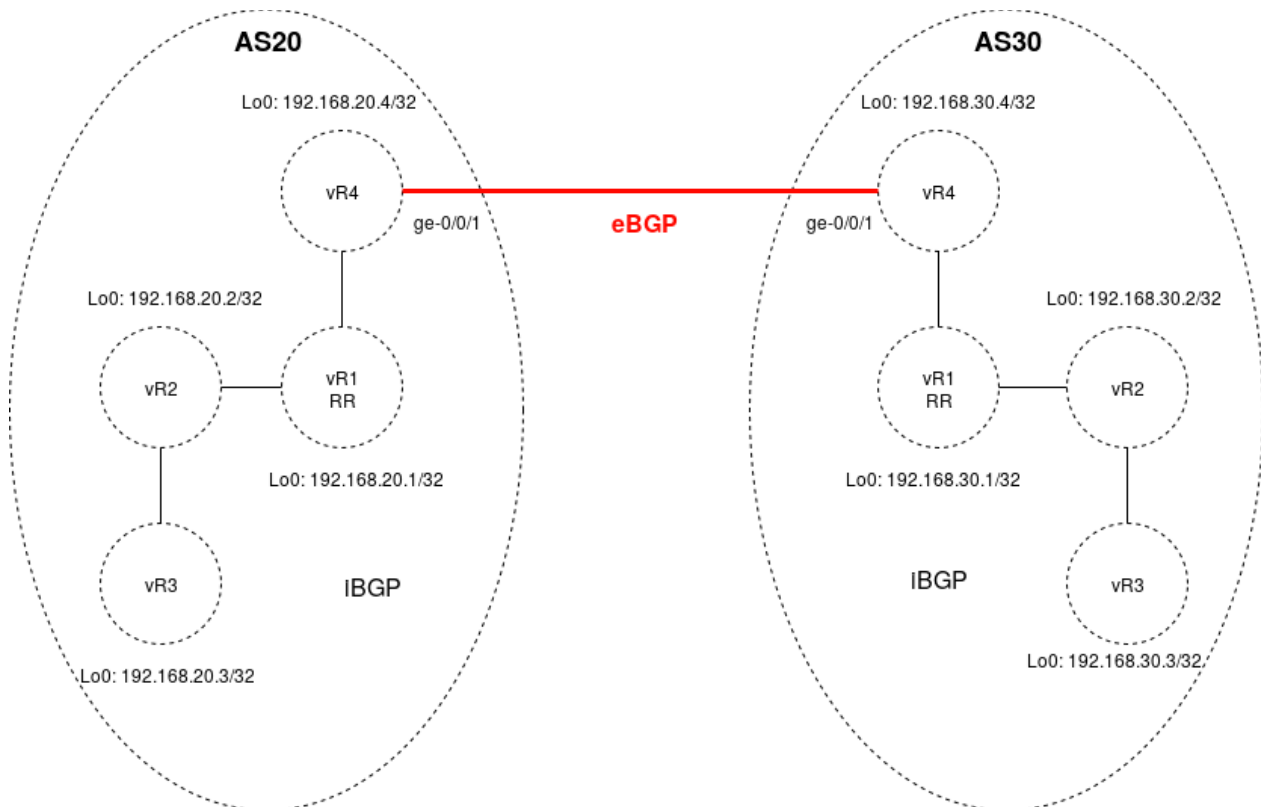 AS20
AS30
Lo0: 192.168.20.4/32
Lo0: 192.168.30.4/32
vR4
vR4
ge-0/0/1
eBGP
ge-0/0/1
Lo0: 192.168.20.2/32
Lo0: 192.168.30.2/32
vR2
vR1
RR
vR1
RR
vR2
Lo0: 192.168.20.1/32
Lo0: 192.168.30.1/32
vR3
iBGP
iBGP
vR3
Lo0: 192.168.20.3/32
Lo0: 192.168.30.3/32